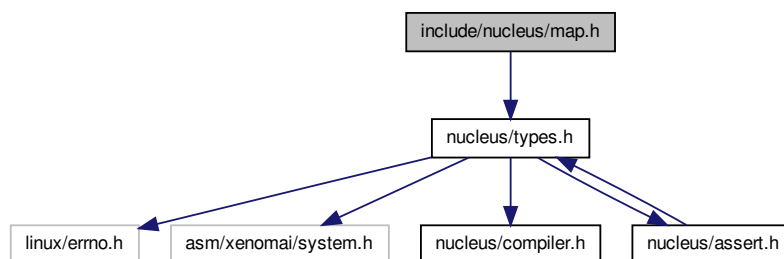 include/nucleus/map.h
nucleus/types.h
linux/errno.h
asm/xenomai/system.h
nucleus/compiler.h
nucleus/assert.h